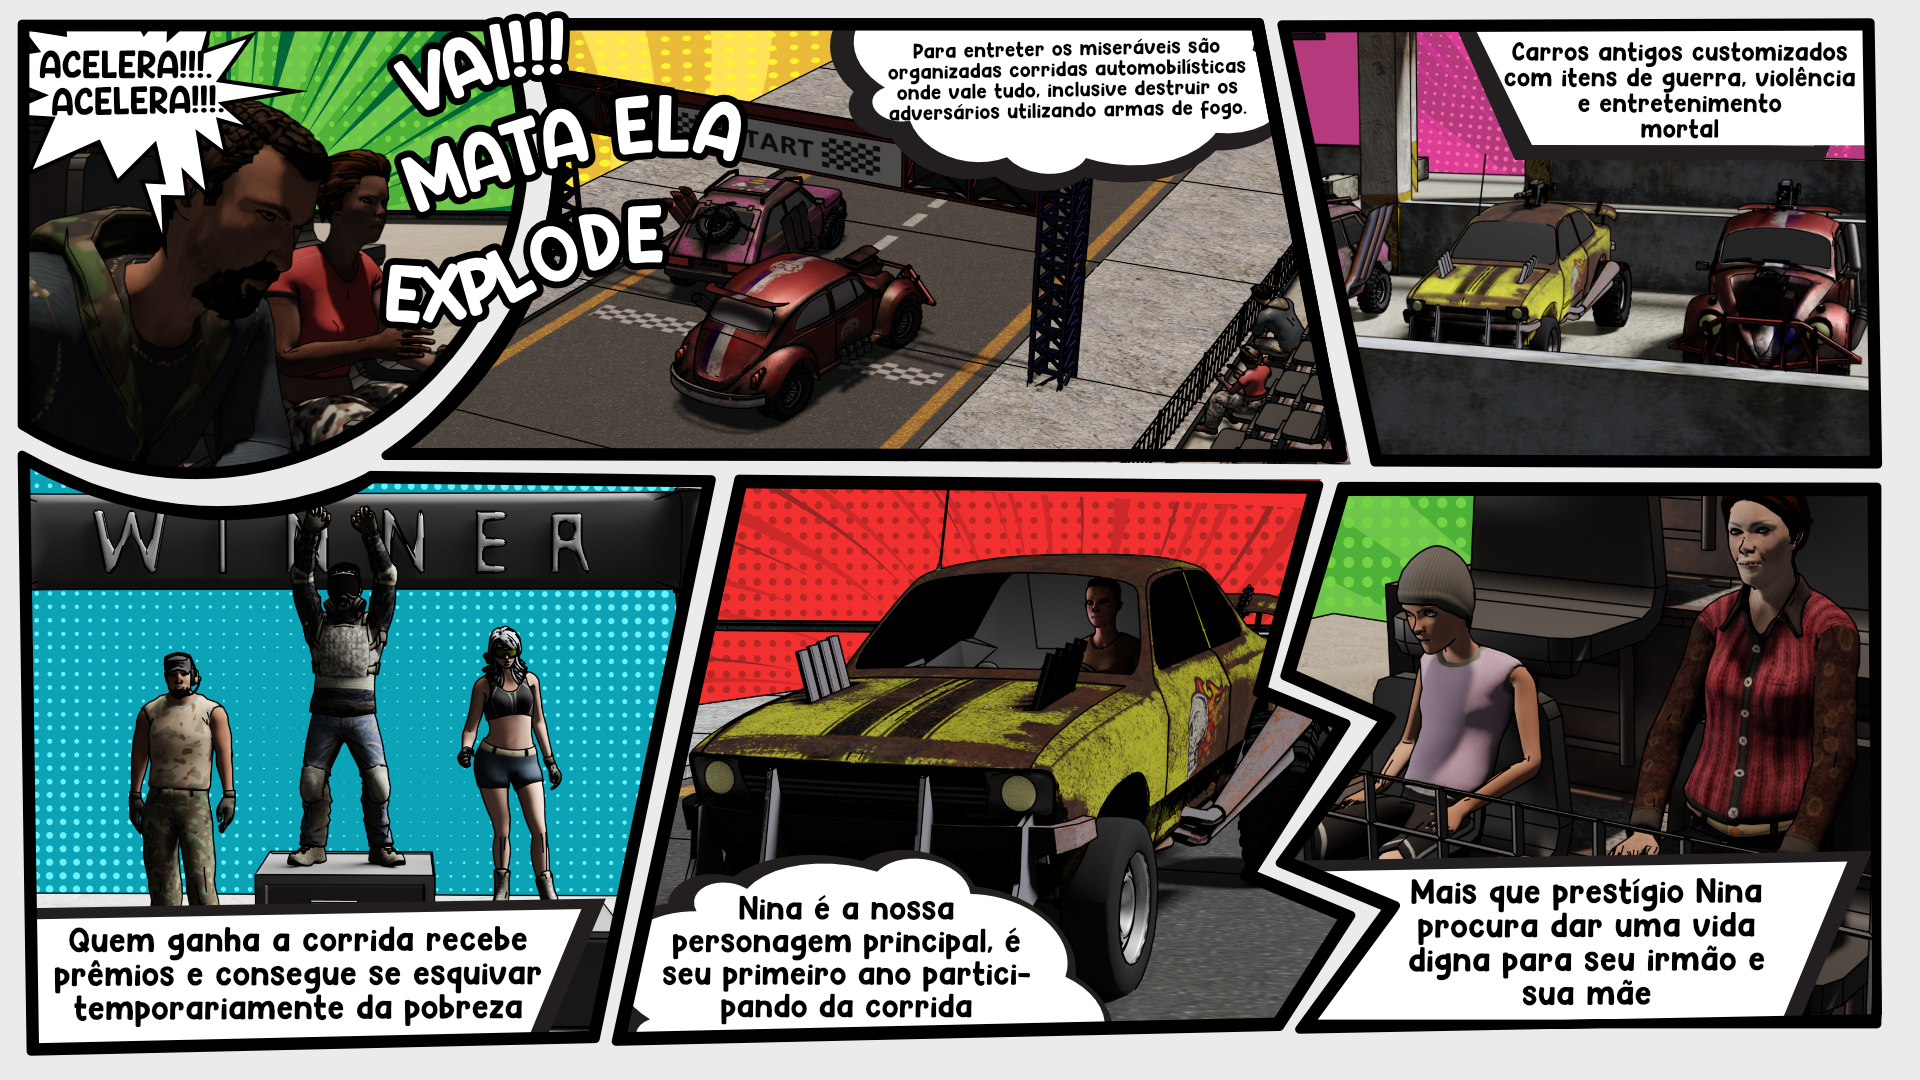 ACELERA!!!.
ACELERA!!!.
VAI!!!
MATA ELA
EXPLODE
Para entreter os miseráveis são
organizadas corridas automobilísticas
onde vale tudo, inclusive destruir os
adversários utilizando armas de fogo.
TART
Carros antigos customizados
com itens de guerra, violência
e entretenimento
mortal
WINNER
Quem ganha a corrida recebe
prêmios e consegue se esquivar
temporariamente da pobreza
Nina é a nossa
personagem principal, é
seu primeiro ano partici-
pando da corrida
Mais que prestígio Nina
procura dar uma vida
digna para seu irmão e
sua mãe